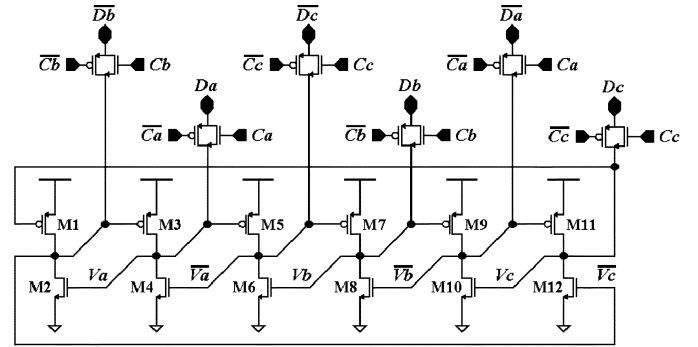 D̅b̅ D̅c̅ D̅a̅
C̅b̅ Cb C̅c̅ Cc C̅a̅ Ca
Da Db Dc
C̅a̅ Ca C̅b̅ Cb C̅c̅ Cc
M1 M3 M5 M7 M9 M11
M2 Va M4 V̅a̅ M6 Vb M8 V̅b̅ M10 Vc M12 V̅c̅